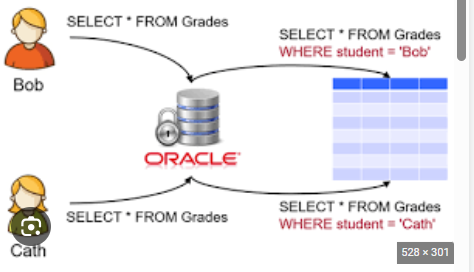 SELECT * FROM Grades
SELECT * FROM Grades
WHERE student = 'Bob'
Bob
ORACLE
SELECT * FROM Grades
SELECT * FROM Grades
WHERE student = 'Cath'
Cath
528 × 301